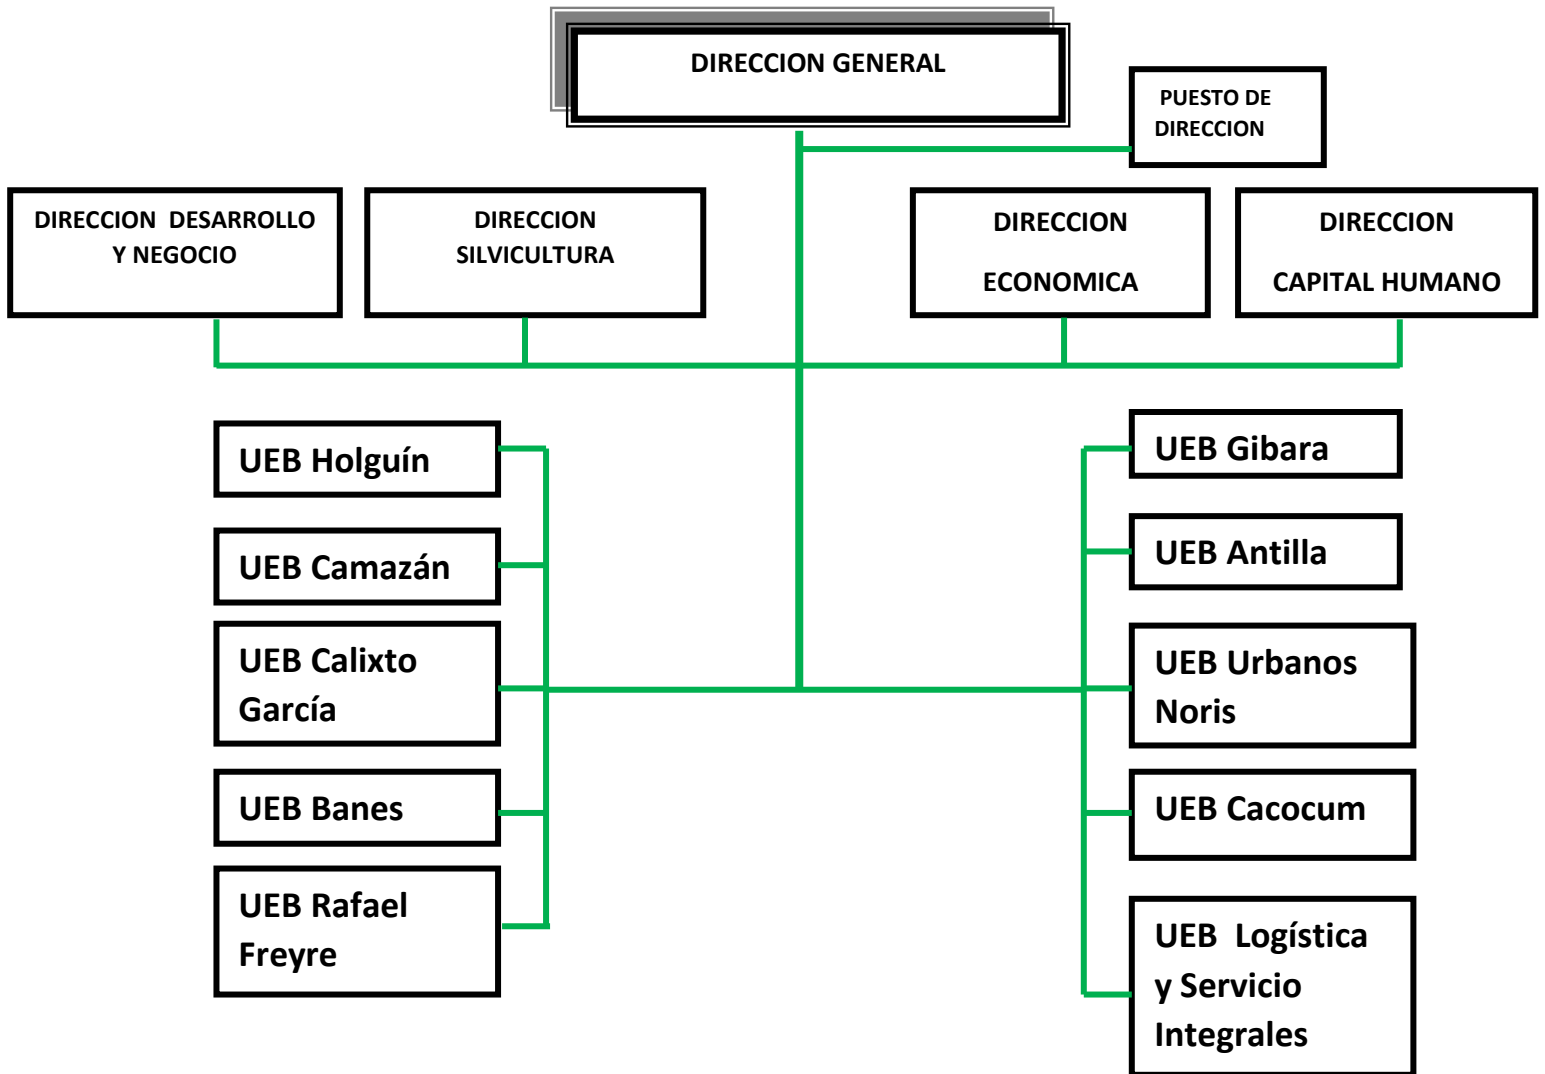 DIRECCION GENERAL
PUESTO DE
DIRECCION
DIRECCION DESARROLLO
Y NEGOCIO
DIRECCION
SILVICULTURA
DIRECCION
ECONOMICA
DIRECCION
CAPITAL HUMANO
UEB Holguín
UEB Camazán
UEB Calixto
García
UEB Banes
UEB Rafael
Freyre
UEB Gibara
UEB Antilla
UEB Urbanos
Noris
UEB Cacocum
UEB Logística
y Servicio
Integrales